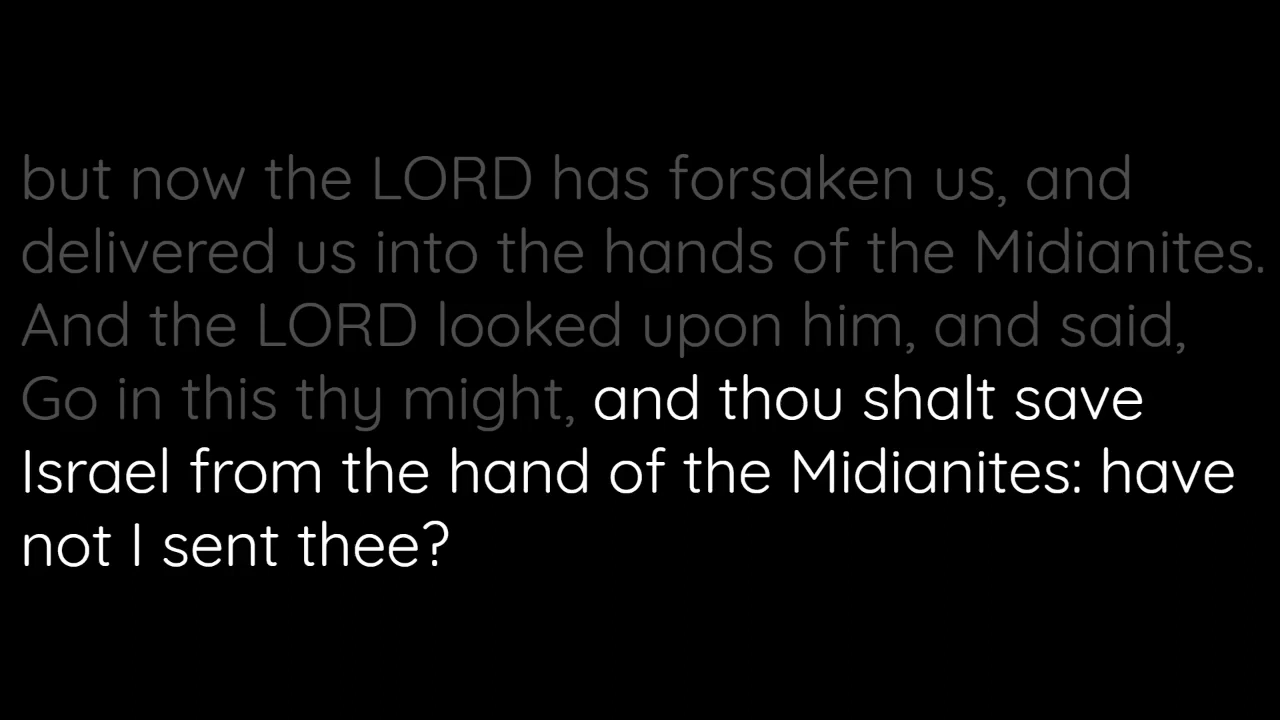 but now the LORD has forsaken us, and
delivered us into the hands of the Midianites.
And the LORD looked upon him, and said,
Go in this thy might, and thou shalt save
Israel from the hand of the Midianites: have
not I sent thee?